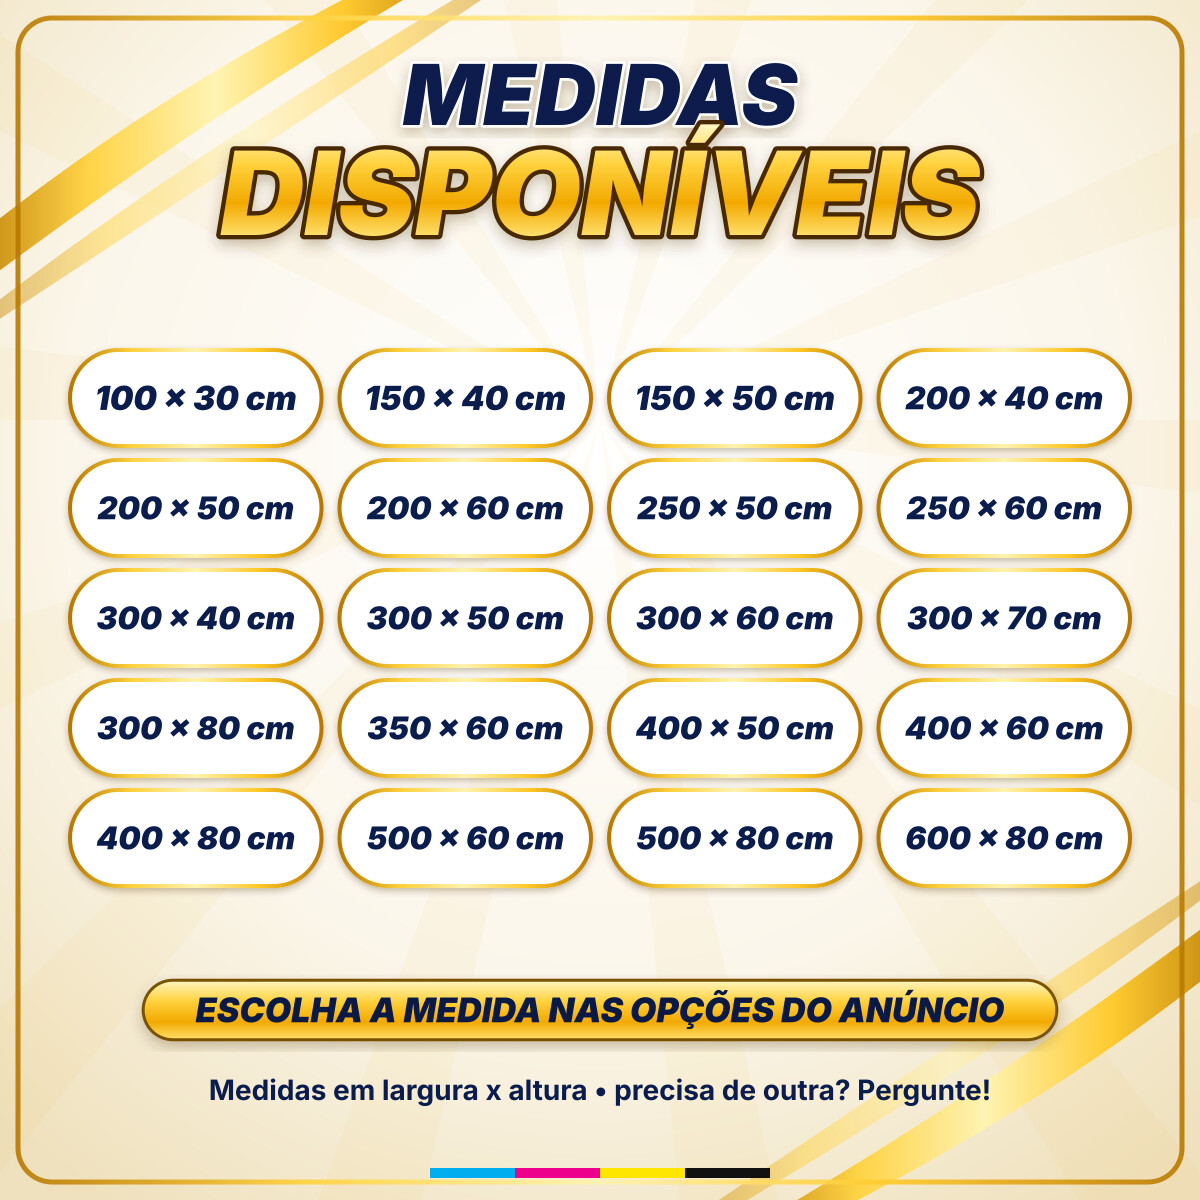 MEDIDAS
DISPONÍVEIS
100 × 30 cm 150 × 40 cm 150 × 50 cm 200 × 40 cm
200 × 50 cm 200 × 60 cm 250 × 50 cm 250 × 60 cm
300 × 40 cm 300 × 50 cm 300 × 60 cm 300 × 70 cm
300 × 80 cm 350 × 60 cm 400 × 50 cm 400 × 60 cm
400 × 80 cm 500 × 60 cm 500 × 80 cm 600 × 80 cm
ESCOLHA A MEDIDA NAS OPÇÕES DO ANÚNCIO
Medidas em largura x altura • precisa de outra? Pergunte!